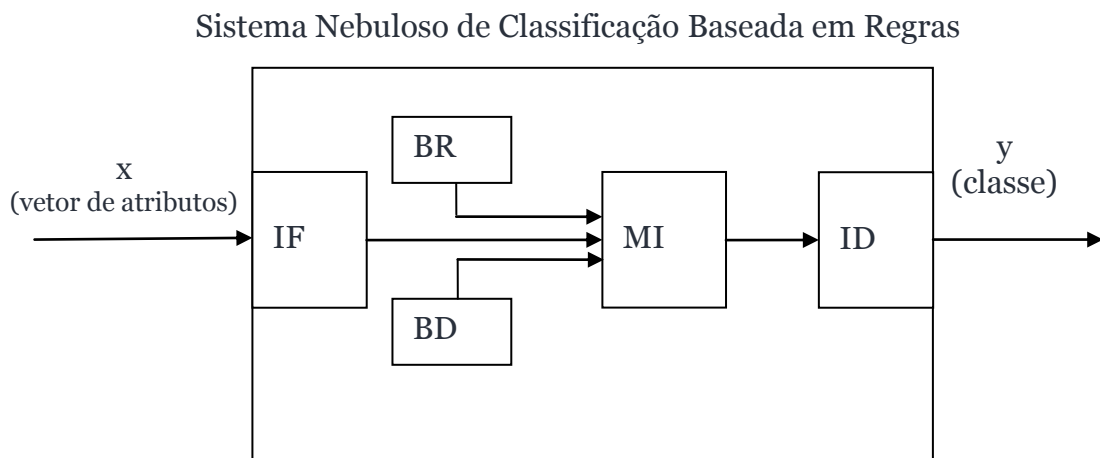 Sistema Nebuloso de Classificação Baseada em Regras
BR
x
(vetor de atributos)
y
(classe)
IF
MI
ID
BD